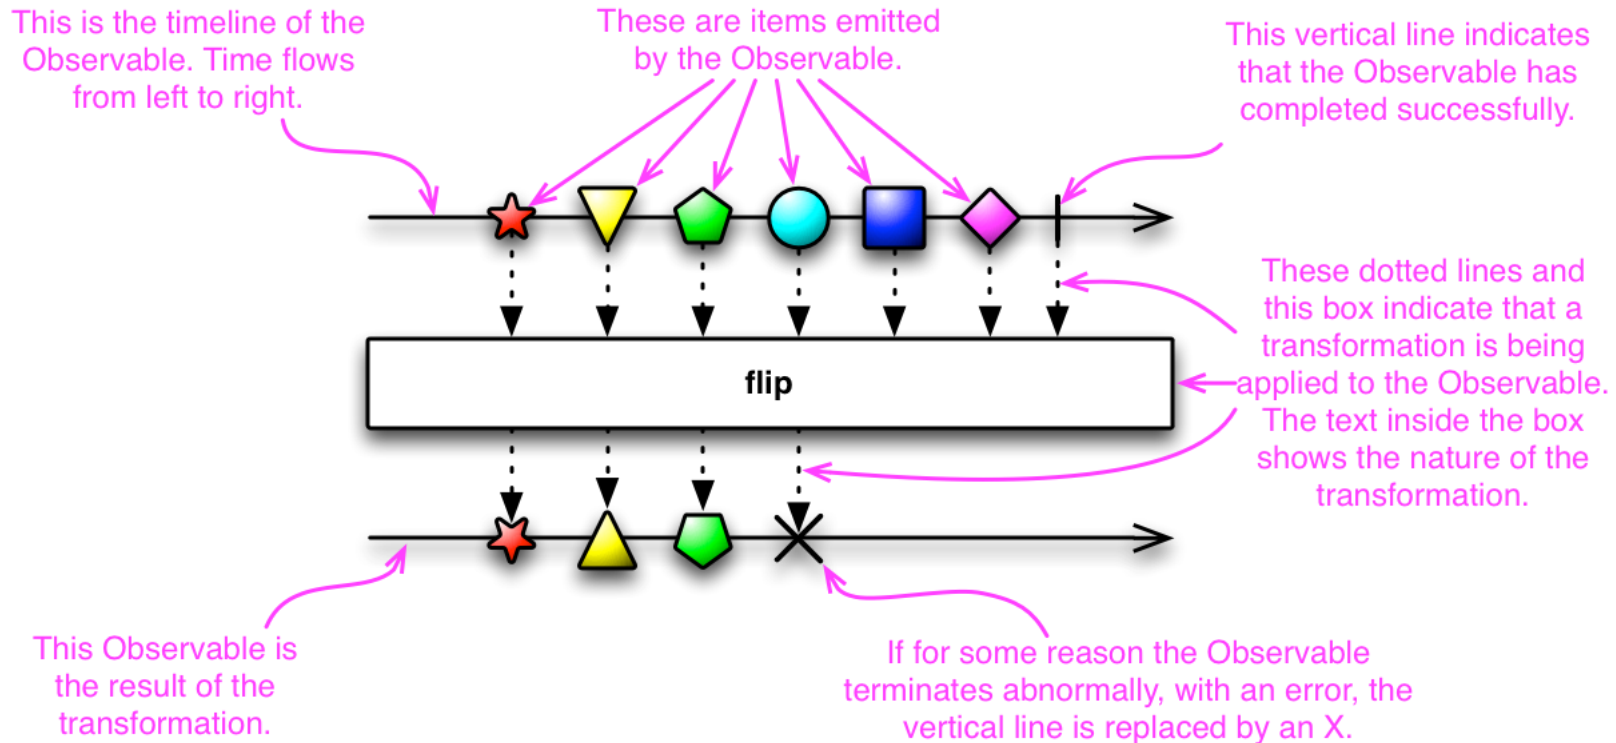 This is the timeline of the
Observable. Time flows
from left to right.
These are items emitted
by the Observable.
This vertical line indicates
that the Observable has
completed successfully.
These dotted lines and
this box indicate that a
transformation is being
applied to the Observable.
The text inside the box
shows the nature of the
transformation.
flip
This Observable is
the result of the
transformation.
If for some reason the Observable
terminates abnormally, with an error, the
vertical line is replaced by an X.